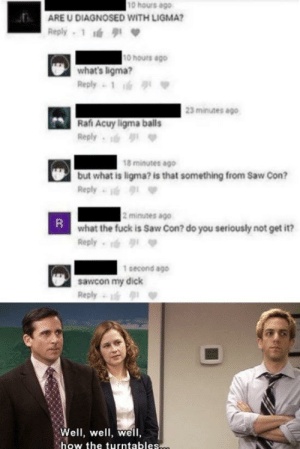 10 hours ago
ARE U DIAGNOSED WITH LIGMA?
Reply . 1
10 hours ago
what's ligma?
Reply . 1
23 minutes ago
Rafi Acuy ligma balls
Reply .
18 minutes ago
but what is ligma? is that something from Saw Con?
Reply .
R
2 minutes ago
what the fuck is Saw Con? do you seriously not get it?
Reply .
1 second ago
sawcon my dick
Reply .
Well, well, well,
how the turntables...